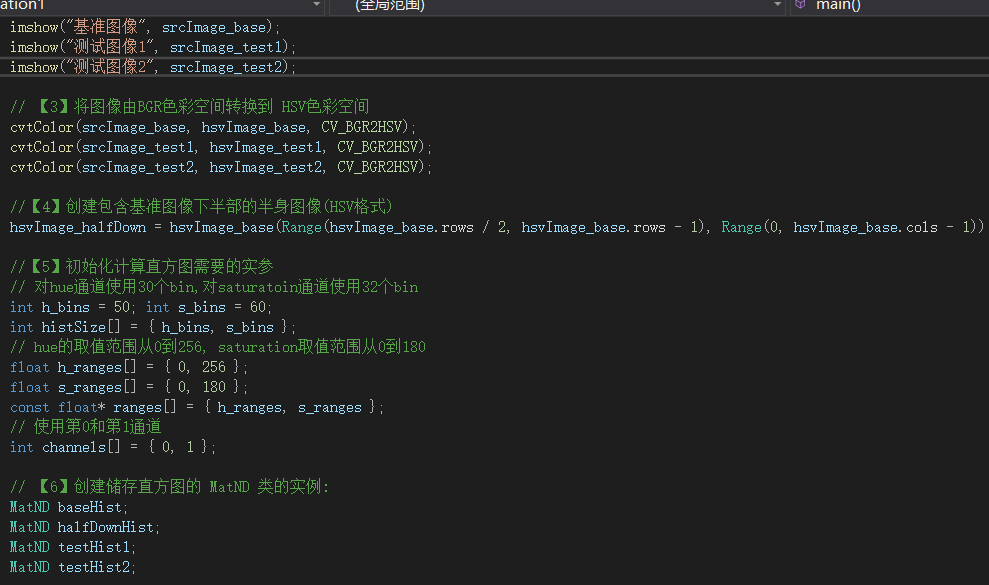 ation1 (全局范围) main()
imshow("基准图像", srcImage_base);
imshow("测试图像1", srcImage_test1);
imshow("测试图像2", srcImage_test2);
// 【3】将图像由BGR色彩空间转换到 HSV色彩空间
cvtColor(srcImage_base, hsvImage_base, CV_BGR2HSV);
cvtColor(srcImage_test1, hsvImage_test1, CV_BGR2HSV);
cvtColor(srcImage_test2, hsvImage_test2, CV_BGR2HSV);
//【4】创建包含基准图像下半部的半身图像(HSV格式)
hsvImage_halfDown = hsvImage_base(Range(hsvImage_base.rows / 2, hsvImage_base.rows - 1), Range(0, hsvImage_base.cols - 1))
//【5】初始化计算直方图需要的实参
// 对hue通道使用30个bin,对saturatoin通道使用32个bin
int h_bins = 50; int s_bins = 60;
int histSize[] = { h_bins, s_bins };
// hue的取值范围从0到256, saturation取值范围从0到180
float h_ranges[] = { 0, 256 };
float s_ranges[] = { 0, 180 };
const float* ranges[] = { h_ranges, s_ranges };
// 使用第0和第1通道
int channels[] = { 0, 1 };
// 【6】创建储存直方图的 MatND 类的实例:
MatND baseHist;
MatND halfDownHist;
MatND testHist1;
MatND testHist2;